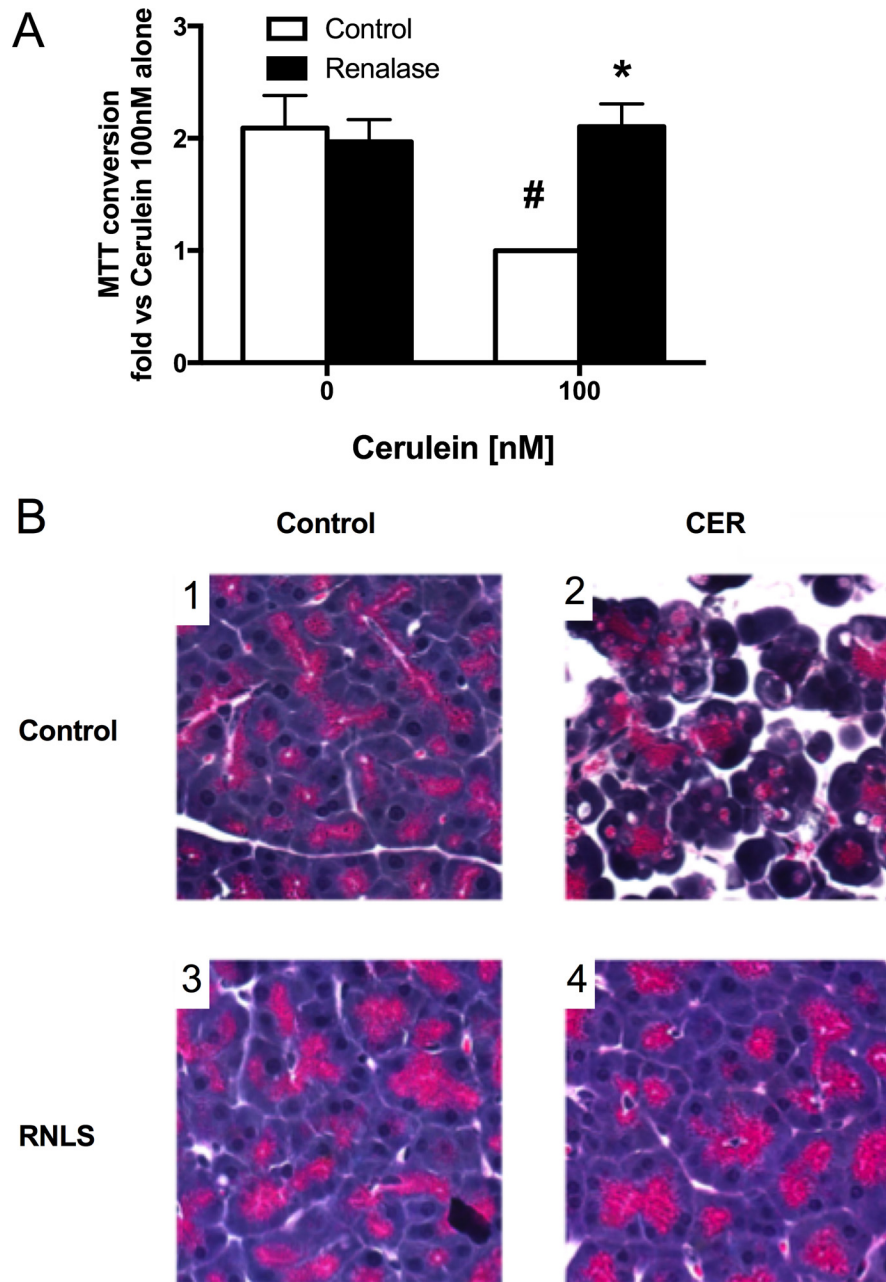 A
3
Control
Renalase
*
2
#
1
0
MTT conversion
fold vs Cerulein 100nM alone
0 100
Cerulein [nM]
B
Control CER
1 2
Control
3 4
RNLS